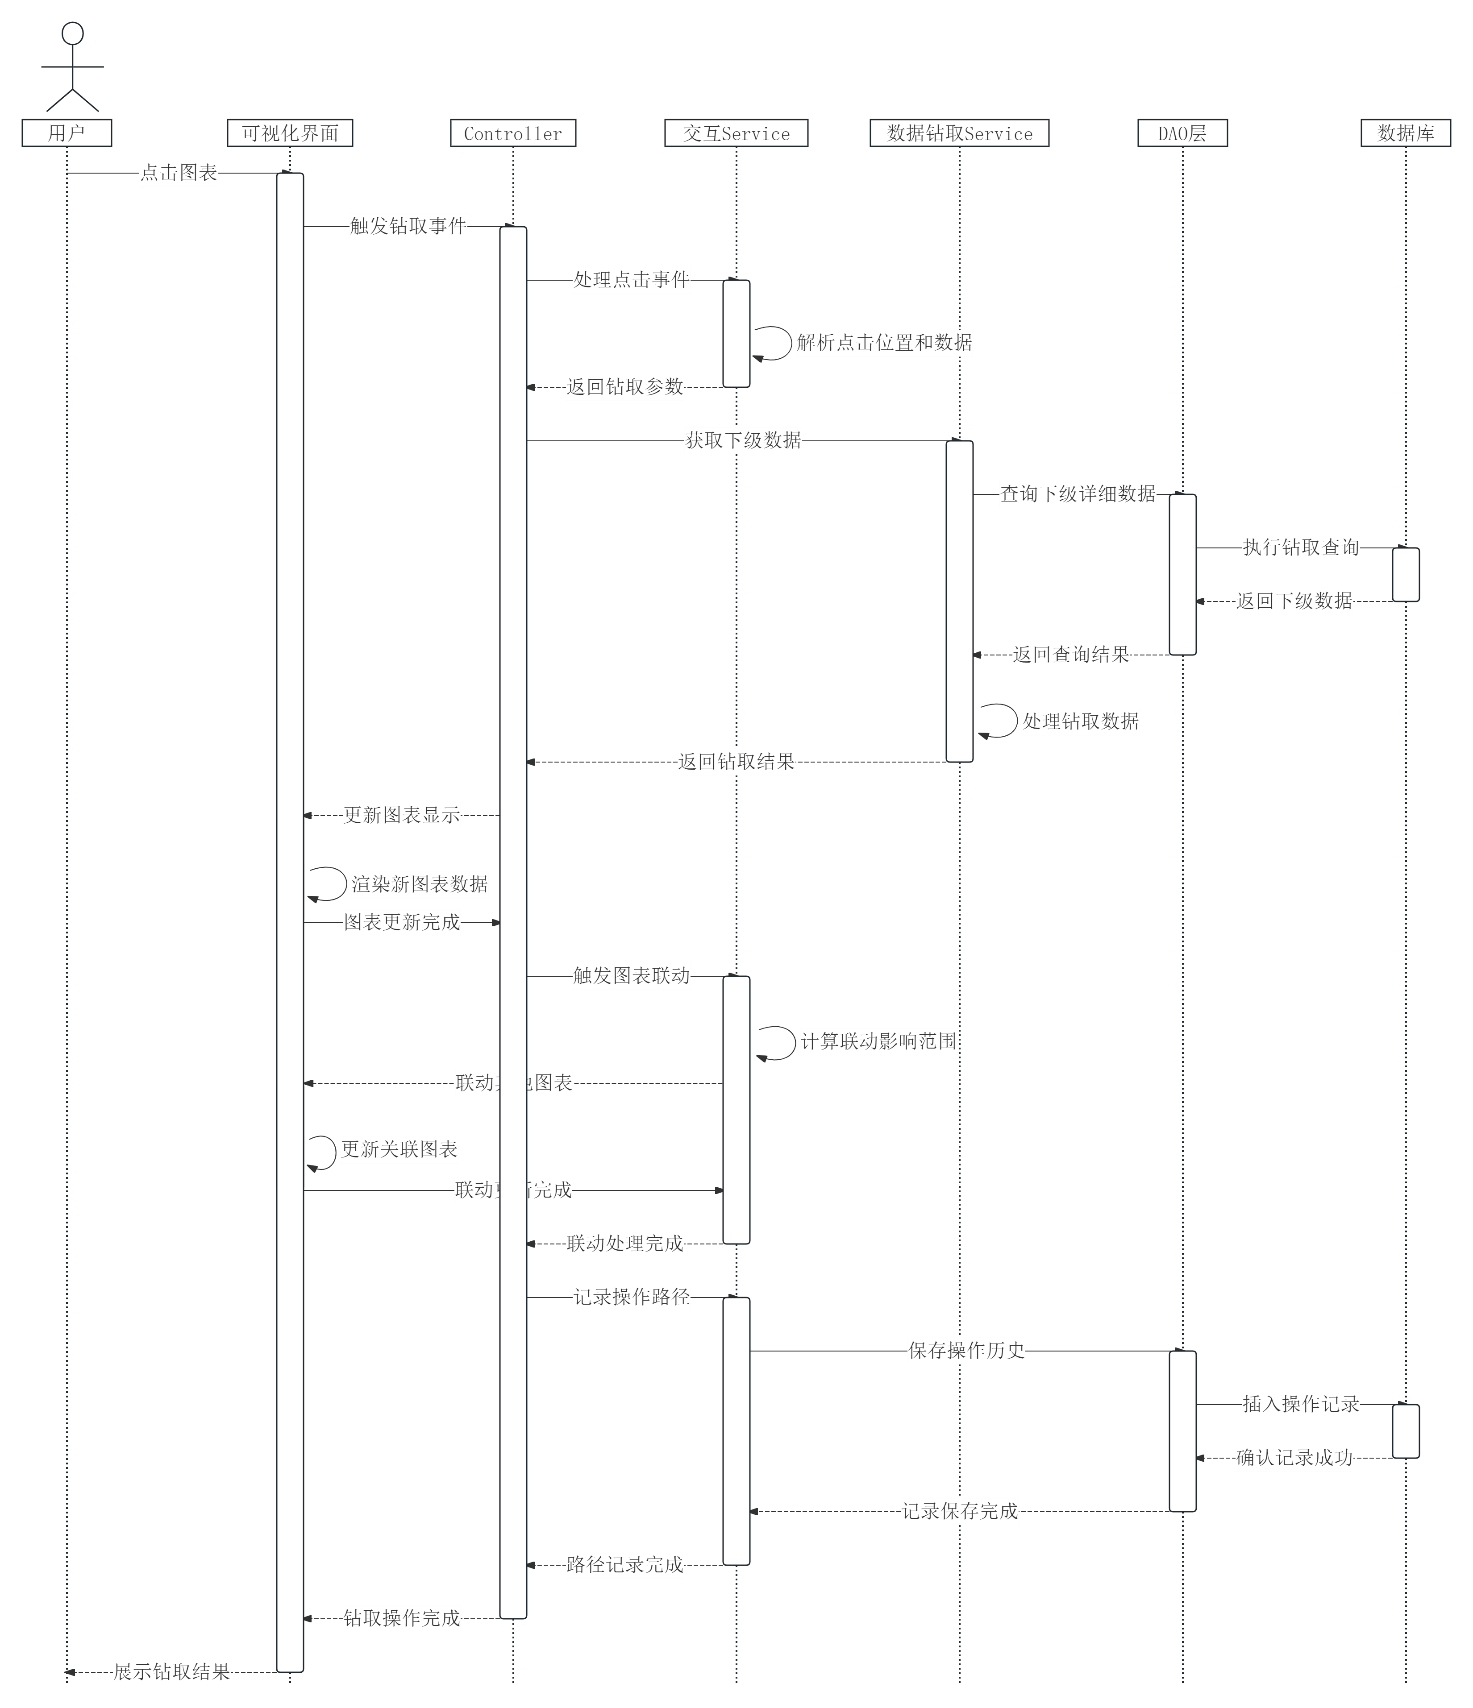 用户
可视化界面
Controller
交互Service
数据钻取Service
DAO层
数据库
点击图表
触发钻取事件
处理点击事件
解析点击位置和数据
返回钻取参数
获取下级数据
查询下级详细数据
执行钻取查询
返回下级数据
返回查询结果
处理钻取数据
返回钻取结果
更新图表显示
渲染新图表数据
图表更新完成
触发图表联动
计算联动影响范围
联动其他图表
更新关联图表
联动更新完成
联动处理完成
记录操作路径
保存操作历史
插入操作记录
确认记录成功
记录保存完成
路径记录完成
钻取操作完成
展示钻取结果